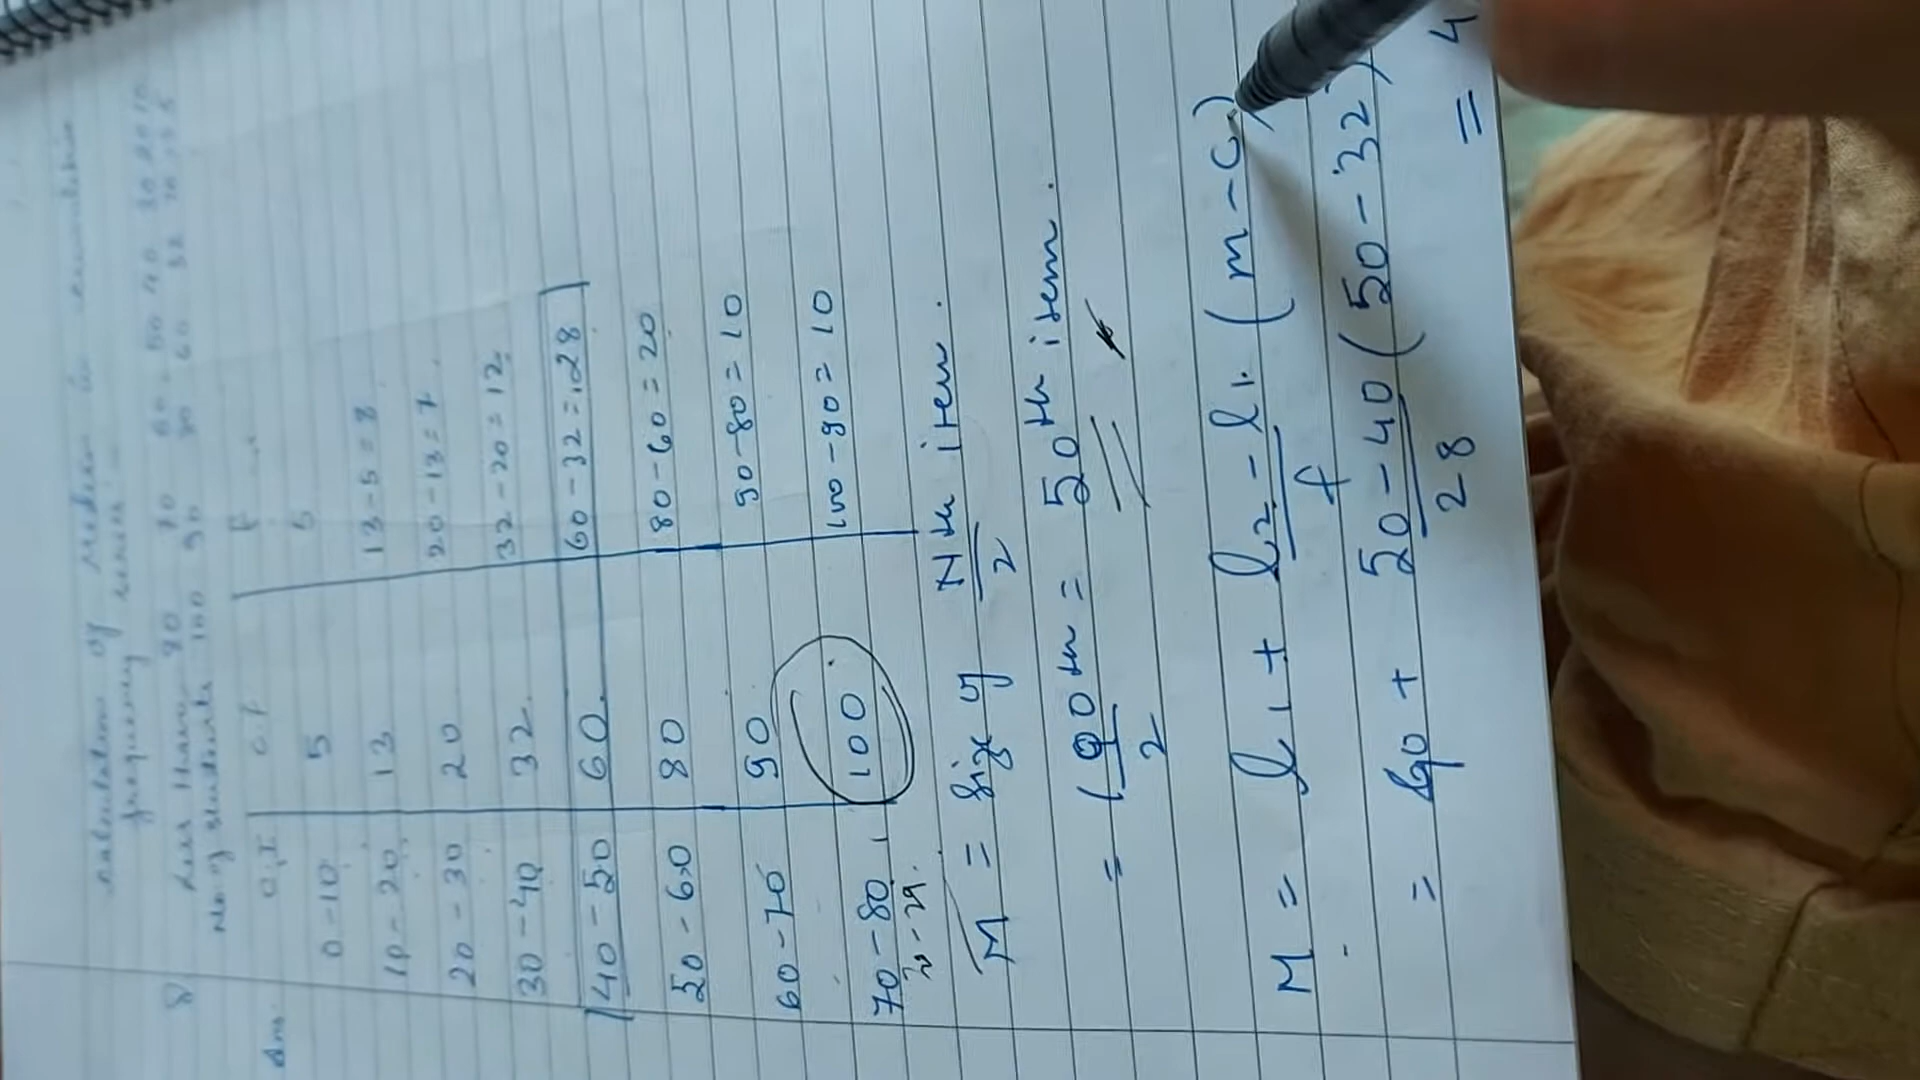 calculation of Median in cumulative
frequency series
Less than 80 70 60 50 40 30 20 10
No. of students 100 90 80 60 32 20 13 5
Ans. C.I c.f f
0-10 5 5
10-20 13 13-5=8
20-30 20 20-13=7
30-40 32 32-20=12
40-50 60 60-32=28
50-60 80 80-60=20
60-70 90 90-80=10
70-80 100 100-90=10
M = Size of N/2 th item.
= 100/2 th = 50th item.
M = l1 + l2-l1/f (m-c)
= 40 + 50-40/28 (50-32)
= 4